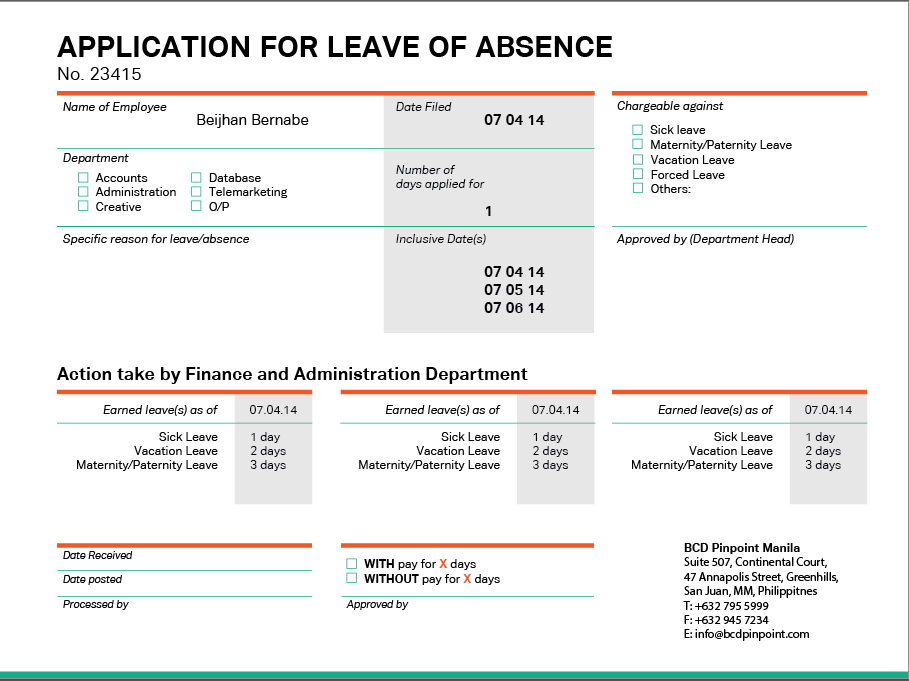 APPLICATION FOR LEAVE OF ABSENCE
No. 23415
Name of Employee
Beijhan Bernabe
Date Filed
07 04 14
Chargeable against
Sick leave
Maternity/Paternity Leave
Vacation Leave
Forced Leave
Others:
Department
Accounts
Administration
Creative
Database
Telemarketing
O/P
Number of
days applied for
1
Specific reason for leave/absence
Inclusive Date(s)
07 04 14
07 05 14
07 06 14
Approved by (Department Head)
Action take by Finance and Administration Department
Earned leave(s) as of 07.04.14
Sick Leave 1 day
Vacation Leave 2 days
Maternity/Paternity Leave 3 days
Earned leave(s) as of 07.04.14
Sick Leave 1 day
Vacation Leave 2 days
Maternity/Paternity Leave 3 days
Earned leave(s) as of 07.04.14
Sick Leave 1 day
Vacation Leave 2 days
Maternity/Paternity Leave 3 days
Date Received
Date posted
Processed by
WITH pay for X days
WITHOUT pay for X days
Approved by
BCD Pinpoint Manila
Suite 507, Continental Court,
47 Annapolis Street, Greenhills,
San Juan, MM, Philippitnes
T: +632 795 5999
F: +632 945 7234
E: info@bcdpinpoint.com